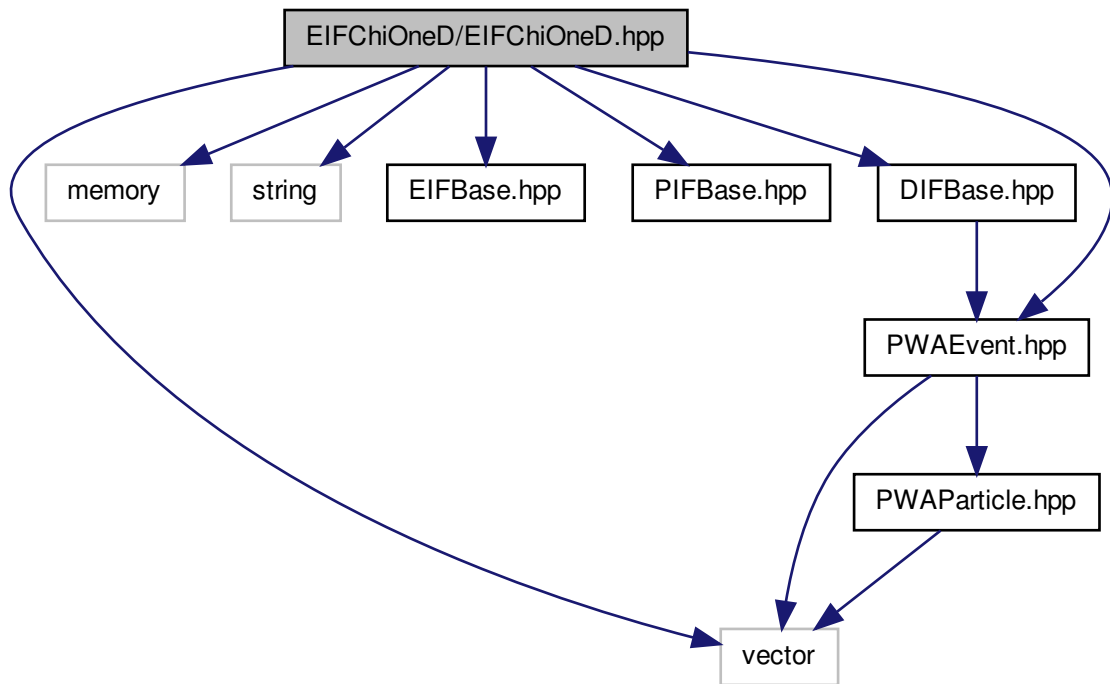 EIFChiOneD/EIFChiOneD.hpp
memory
string
EIFBase.hpp
PIFBase.hpp
DIFBase.hpp
PWAEvent.hpp
PWAParticle.hpp
vector